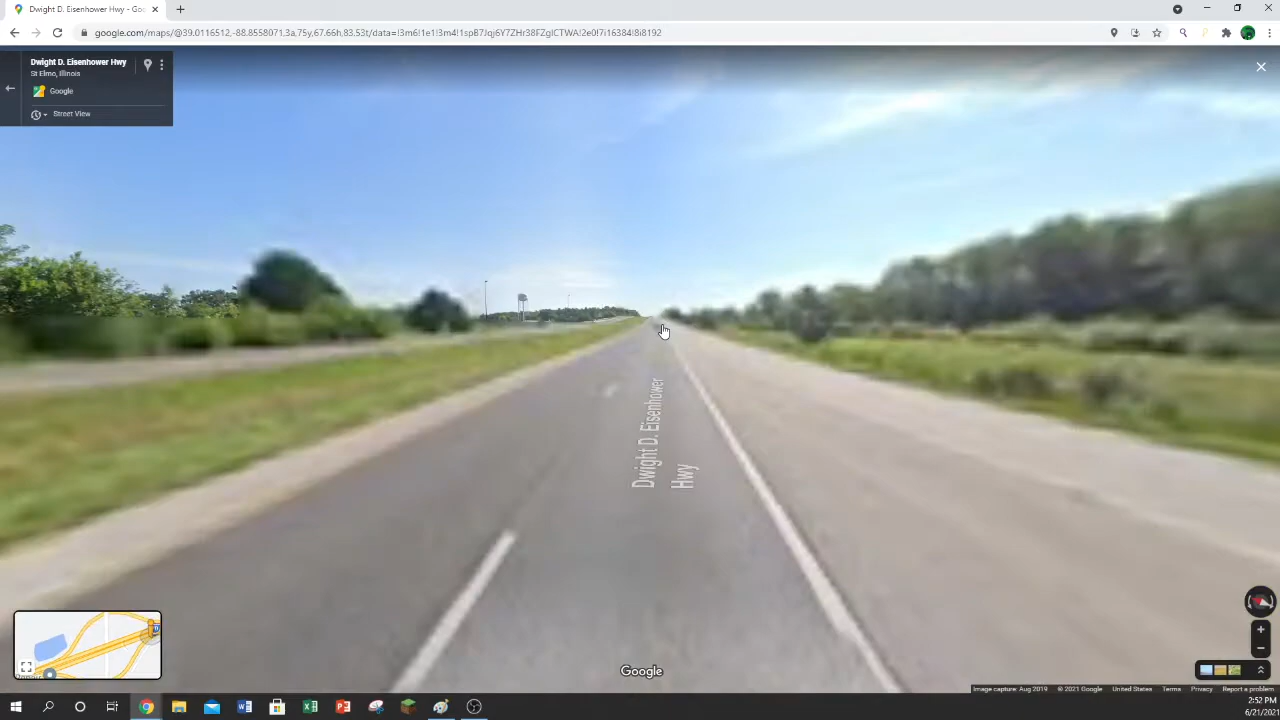 Dwight D. Eisenhower Hwy - Goo
google.com/maps/@39.0116512,-88.8558071,3a,75y,67.66h,83.53t/data=!3m6!1e1!3m4!1spB7Jqj6Y7ZHr38FZglCTWA!2e0!7i16384!8i8192
Dwight D. Eisenhower Hwy
St Elmo, Illinois
Google
Street View
Dwight D. Eisenhower
Hwy
Google
Image capture: Aug 2019 © 2021 Google United States Terms Privacy Report a problem
2:52 PM
6/21/2021